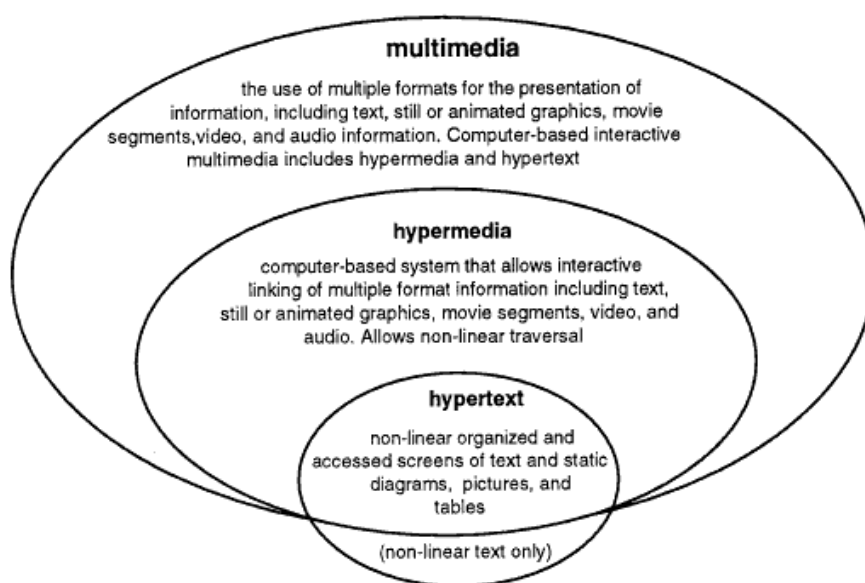 multimedia
the use of multiple formats for the presentation of
information, including text, still or animated graphics, movie
segments,video, and audio information. Computer-based interactive
multimedia includes hypermedia and hypertext
hypermedia
computer-based system that allows interactive
linking of multiple format information including text,
still or animated graphics, movie segments, video, and
audio. Allows non-linear traversal
hypertext
non-linear organized and
accessed screens of text and static
diagrams, pictures, and
tables
(non-linear text only)